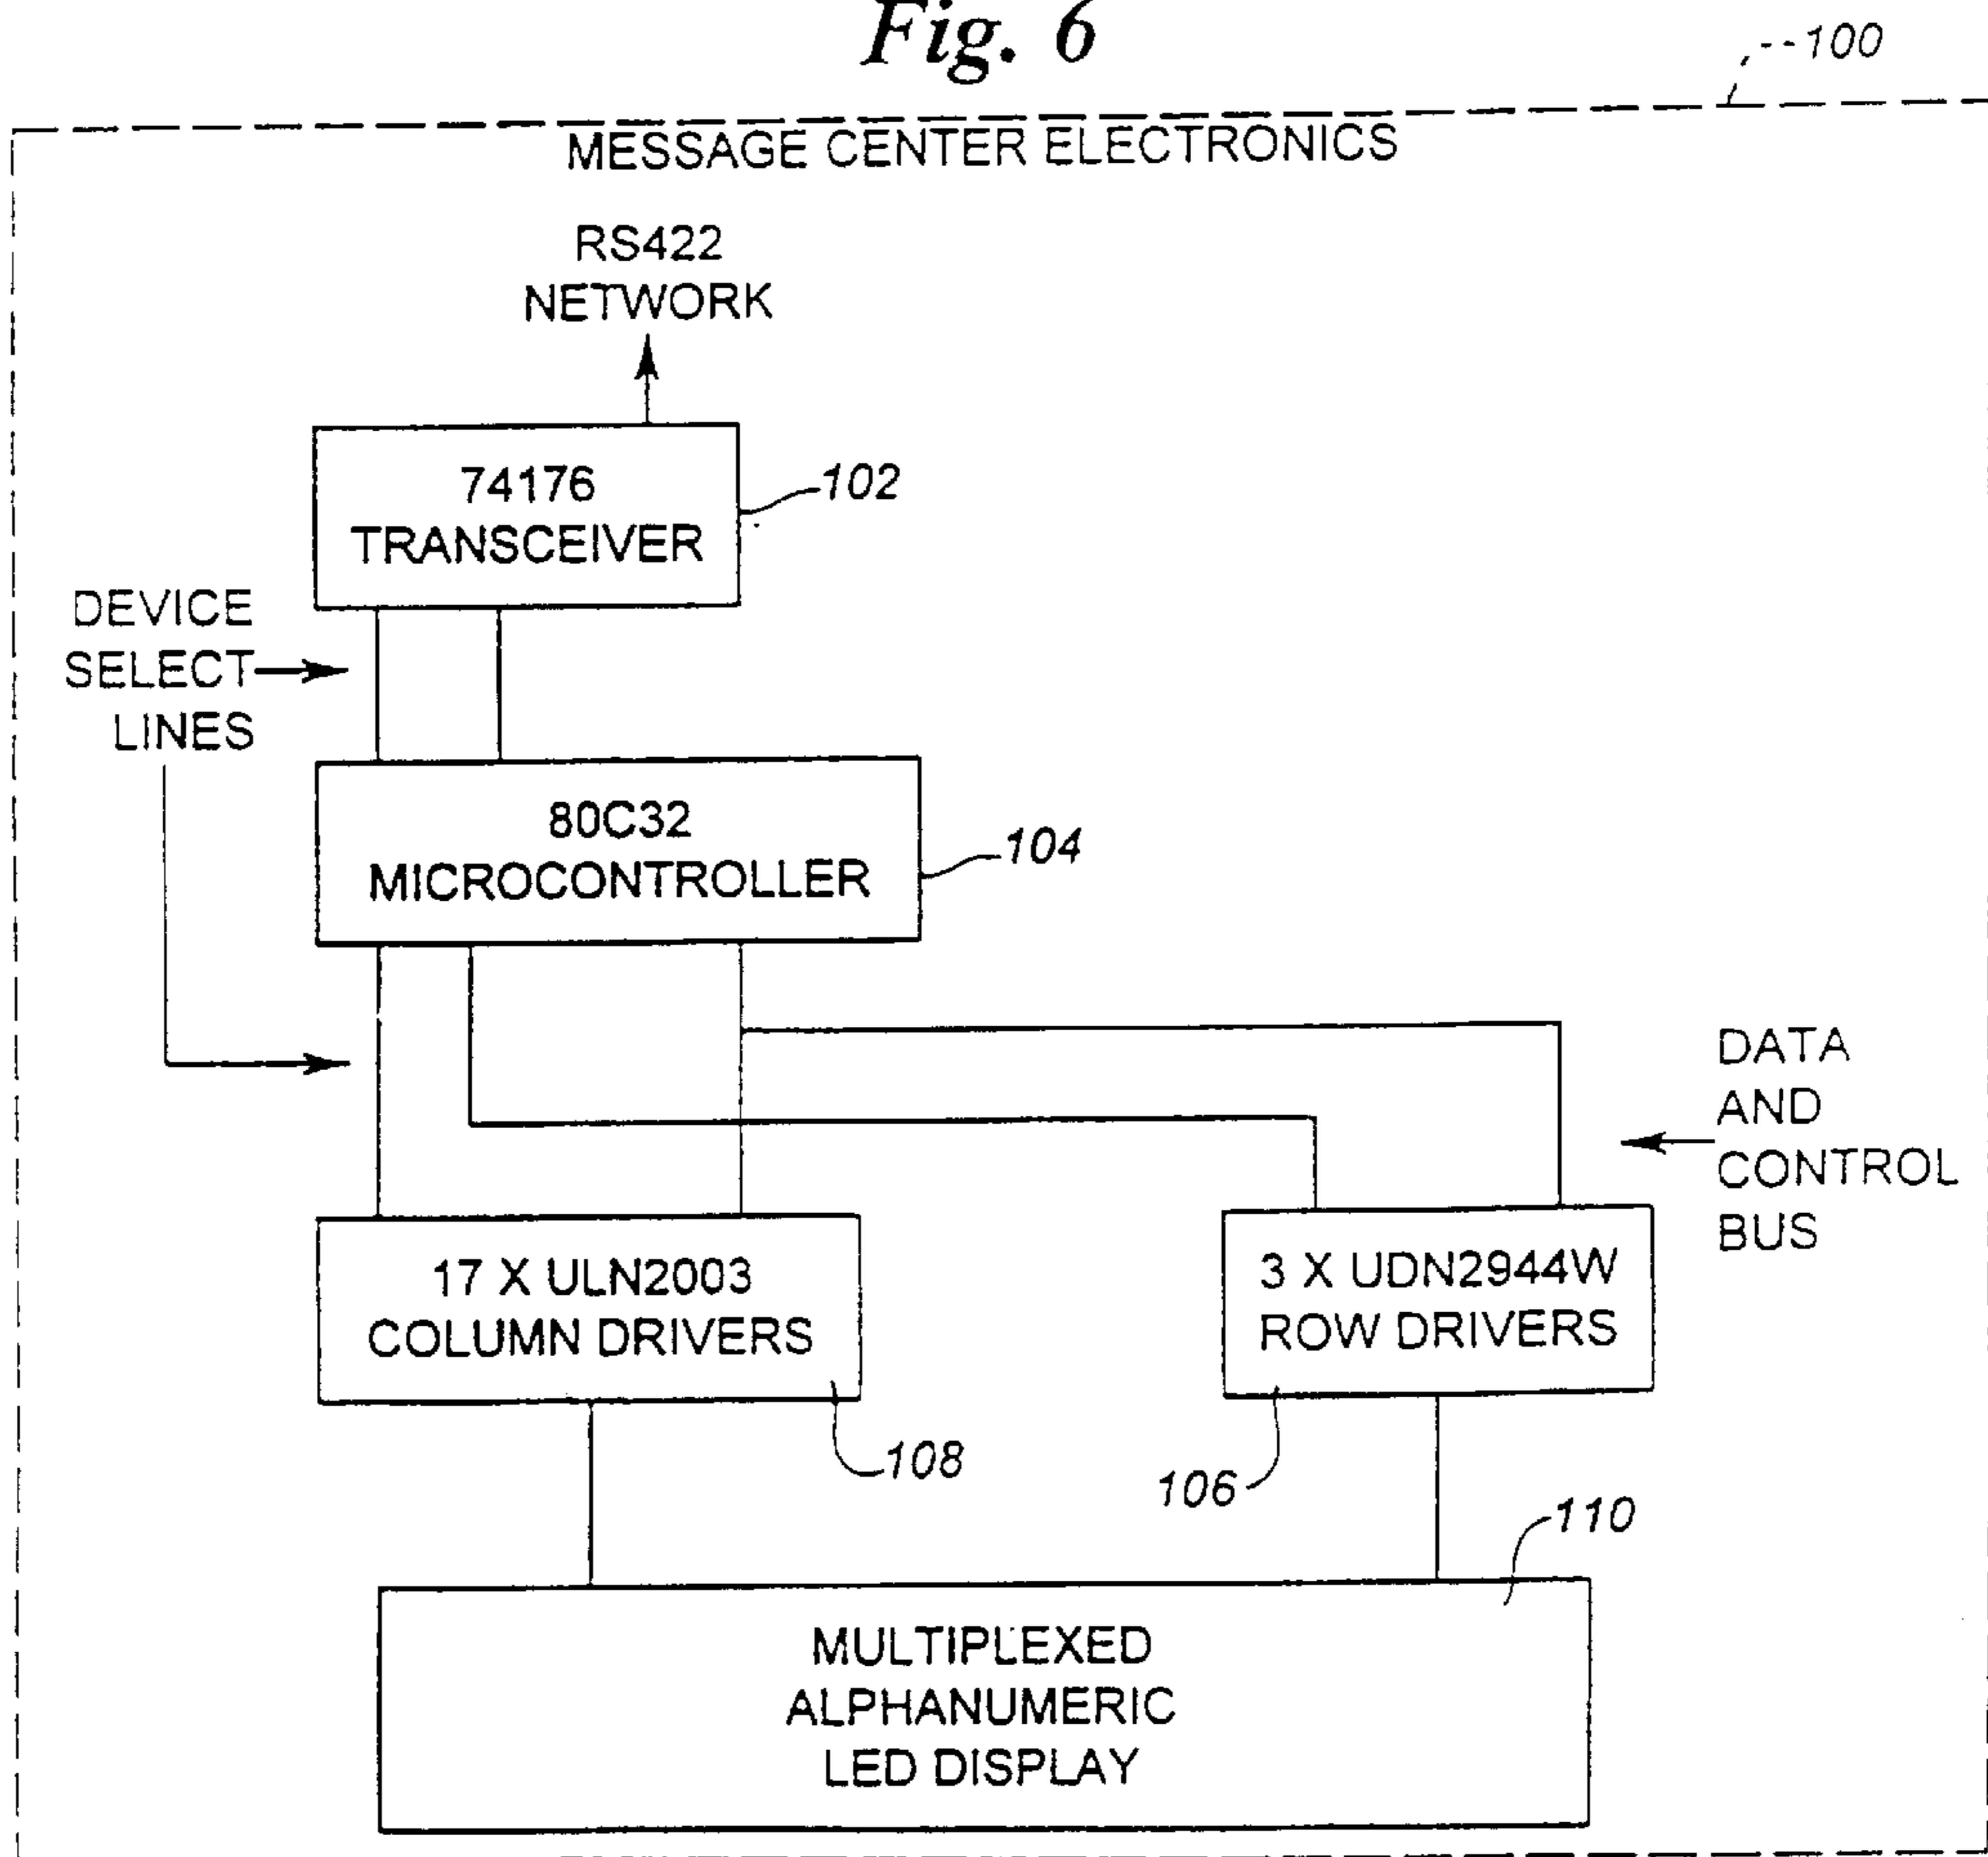 Fig. 6
100
MESSAGE CENTER ELECTRONICS
RS422
NETWORK
74176
TRANSCEIVER
102
DEVICE
SELECT
LINES
80C32
MICROCONTROLLER
104
DATA
AND
CONTROL
BUS
17 X ULN2003
COLUMN DRIVERS
108
3 X UDN2944W
ROW DRIVERS
106
110
MULTIPLEXED
ALPHANUMERIC
LED DISPLAY